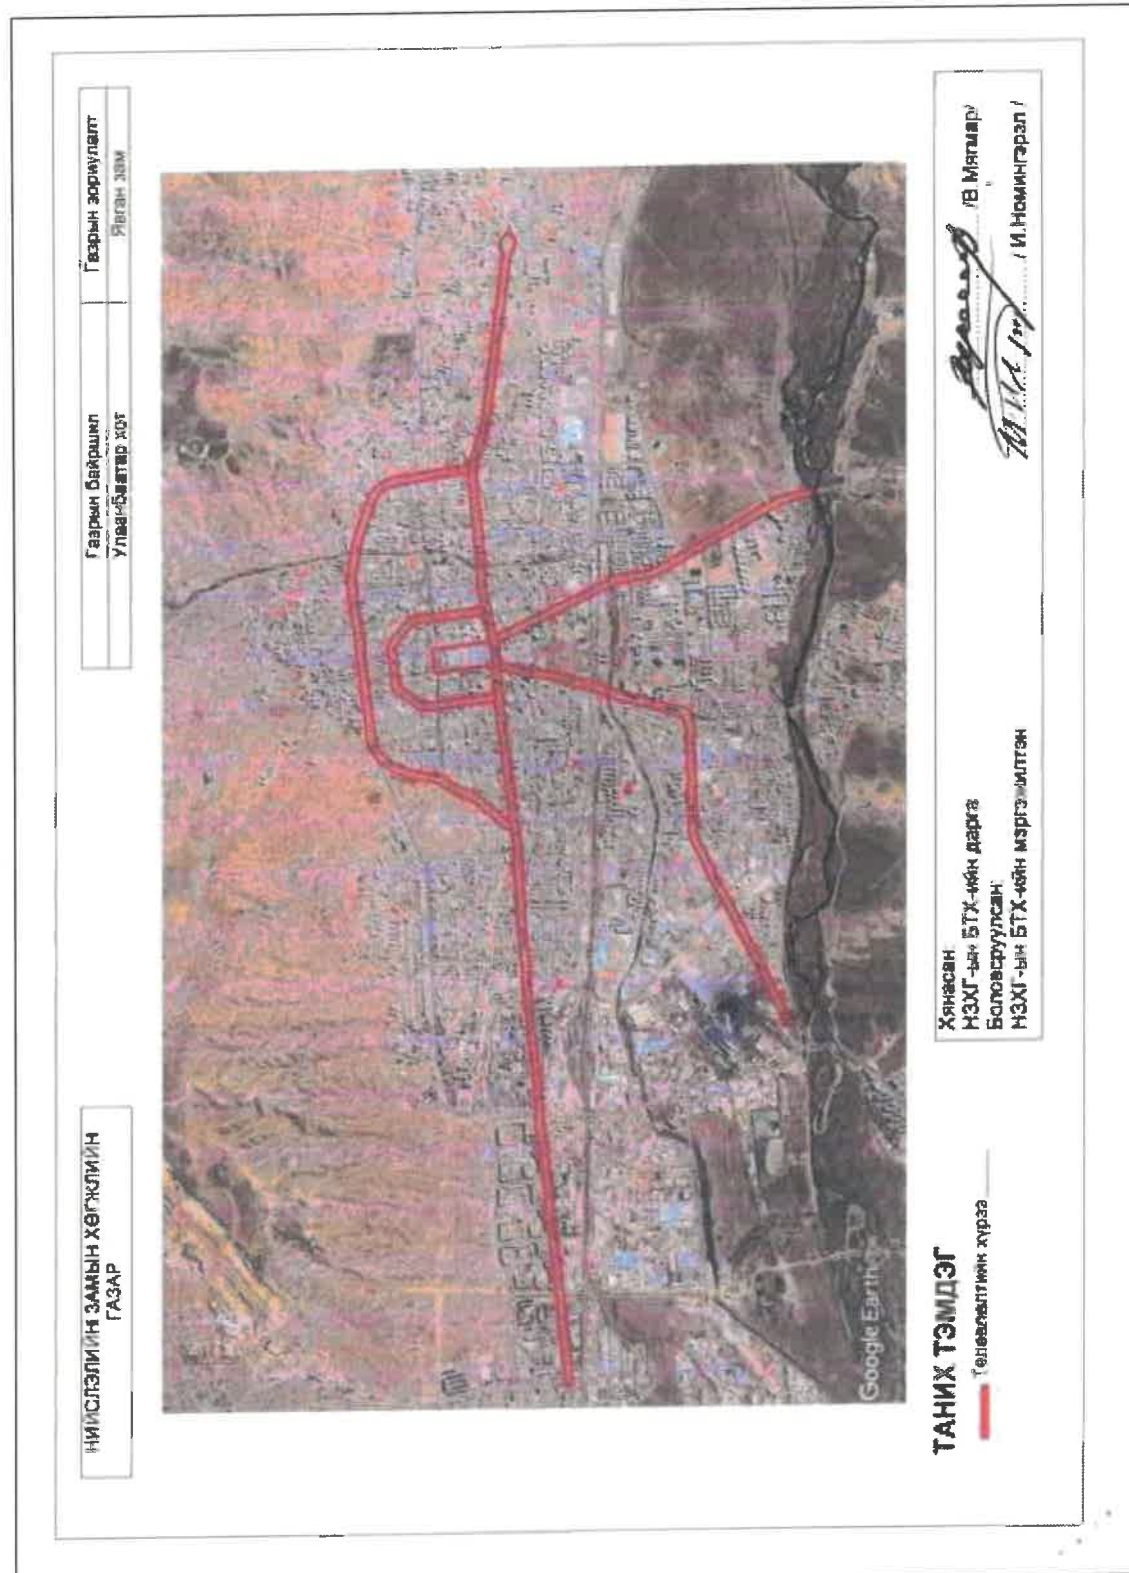 НИЙСЛЭЛИЙН ЗАМЫН ХӨГЖЛИЙН
ГАЗАР
Газрын байршил
Газрын зориулалт
Улаанбаатар хот
Явган зам
Google Earth
ТАНИХ ТЭМДЭГ
Төлөвлөлтийн хүрээ
Хянасан:
НЗХГ-ын БТХ-ийн дарга
/В.Мягмар/
Боловсруулсан:
НЗХГ-ын БТХ-ийн мэргэжилтэн
/ И.Номингэрэл /